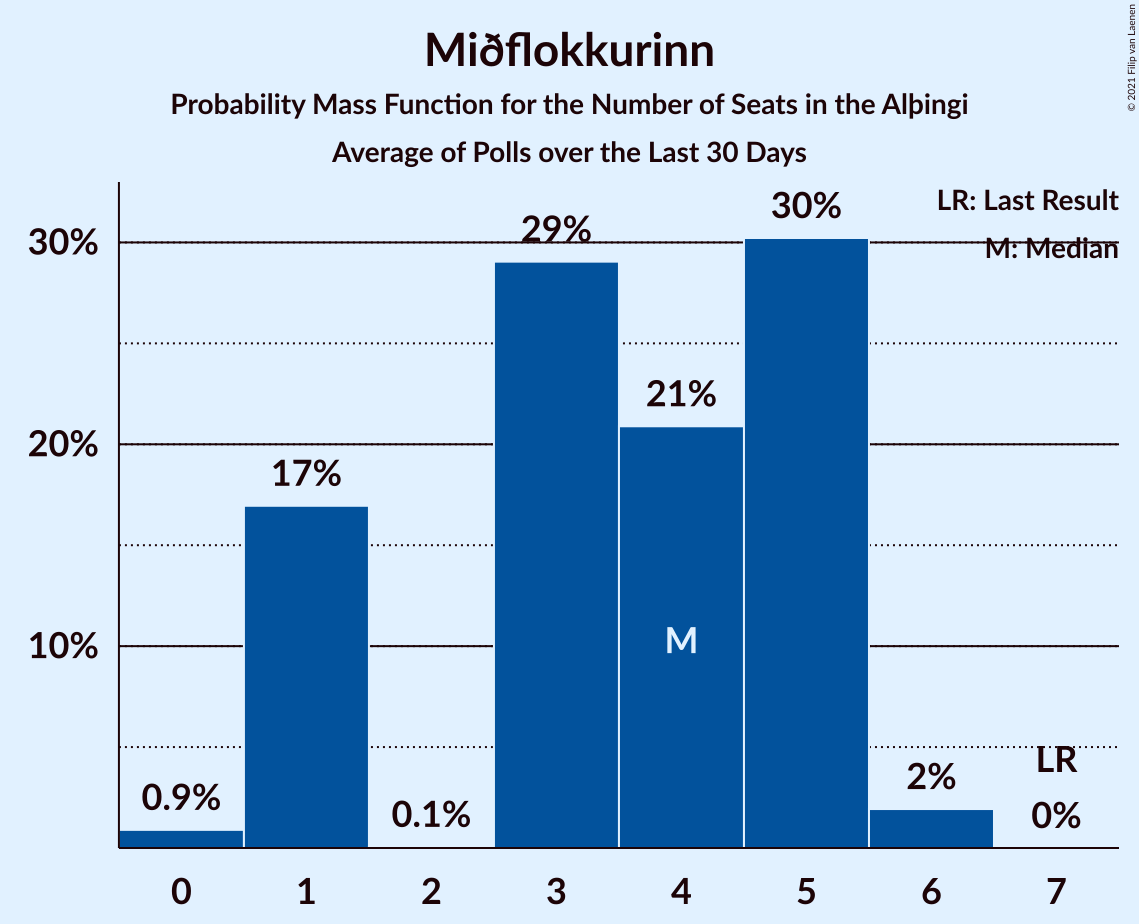 Miðflokkurinn
Probability Mass Function for the Number of Seats in the Alþingi
Average of Polls over the Last 30 Days
© 2021 Filip van Laenen
LR: Last Result
M: Median
30%
20%
10%
0.9%
17%
0.1%
29%
21%
30%
2%
0%
M
LR
0 1 2 3 4 5 6 7